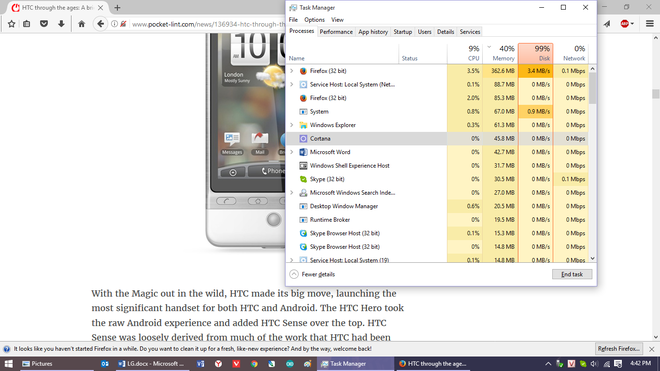 HTC through the ages: A b
www.pocket-lint.com/news/136934-htc-through-th
ABP
London
Mostly Sunny
Messages
Mail
Phone
With the Magic out in the wild, HTC made its big move, launching the
most significant handset for both HTC and Android. The HTC Hero took
the raw Android experience and added HTC Sense over the top. HTC
Sense was loosely derived from much of the work that HTC had been
Task Manager
File Options View
Processes Performance App history Startup Users Details Services
9% 40% 99% 0%
Name Status CPU Memory Disk Network
Firefox (32 bit) 3.5% 362.6 MB 3.4 MB/s 0.1 Mbps
Service Host: Local System (Net... 0.1% 88.7 MB 0 MB/s 0 Mbps
Firefox (32 bit) 2.0% 85.3 MB 0 MB/s 0 Mbps
System 0.8% 67.0 MB 0.9 MB/s 0 Mbps
Windows Explorer 0.3% 61.3 MB 0 MB/s 0 Mbps
Cortana 0% 45.8 MB 0 MB/s 0 Mbps
Microsoft Word 0% 42.7 MB 0 MB/s 0 Mbps
Windows Shell Experience Host 0% 31.7 MB 0 MB/s 0 Mbps
Skype (32 bit) 0% 30.5 MB 0 MB/s 0.1 Mbps
Microsoft Windows Search Inde... 0% 27.0 MB 0 MB/s 0 Mbps
Desktop Window Manager 0.6% 20.5 MB 0 MB/s 0 Mbps
Runtime Broker 0% 19.5 MB 0 MB/s 0 Mbps
Skype Browser Host (32 bit) 0.1% 15.3 MB 0 MB/s 0 Mbps
Skype Browser Host (32 bit) 0% 14.8 MB 0 MB/s 0 Mbps
Service Host: Local System (19) 0.1% 14.8 MB 0 MB/s 0 Mbps
Fewer details End task
It looks like you haven't started Firefox in a while. Do you want to clean it up for a fresh, like-new experience? And by the way, welcome back! Refresh Firefox...
Pictures LG.docx - Microsoft ... Task Manager HTC through the age... 4:42 PM